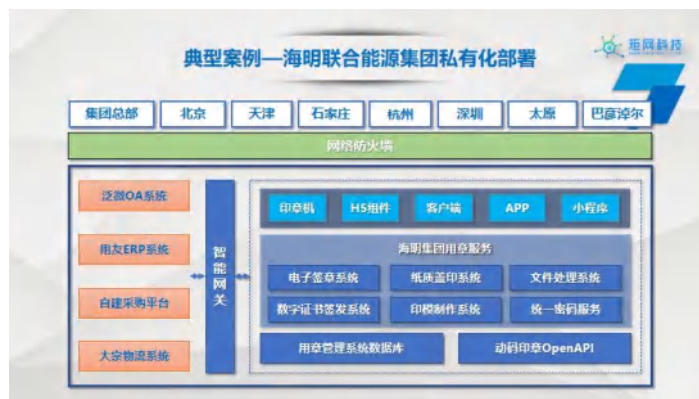 典型案例—海明联合能源集团私有化部署
矩网科技
集团总部 北京 天津 石家庄 杭州 深圳 太原 巴彦淖尔
网络防火墙
泛微OA系统
用友ERP系统
自建采购平台
大宗物流系统
智能网关
印章机 H5组件 客户端 APP 小程序
海明集团用章服务
电子签章系统 纸质盖印系统 文件处理系统
数字证书签发系统 印模制作系统 统一密码服务
用章管理系统数据库 动码印章OpenAPI